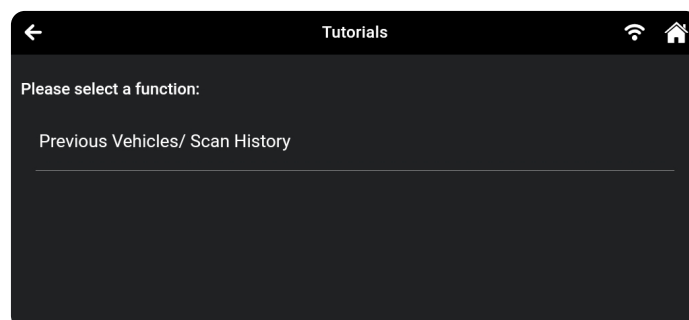 Tutorials
Please select a function:
Previous Vehicles/ Scan History